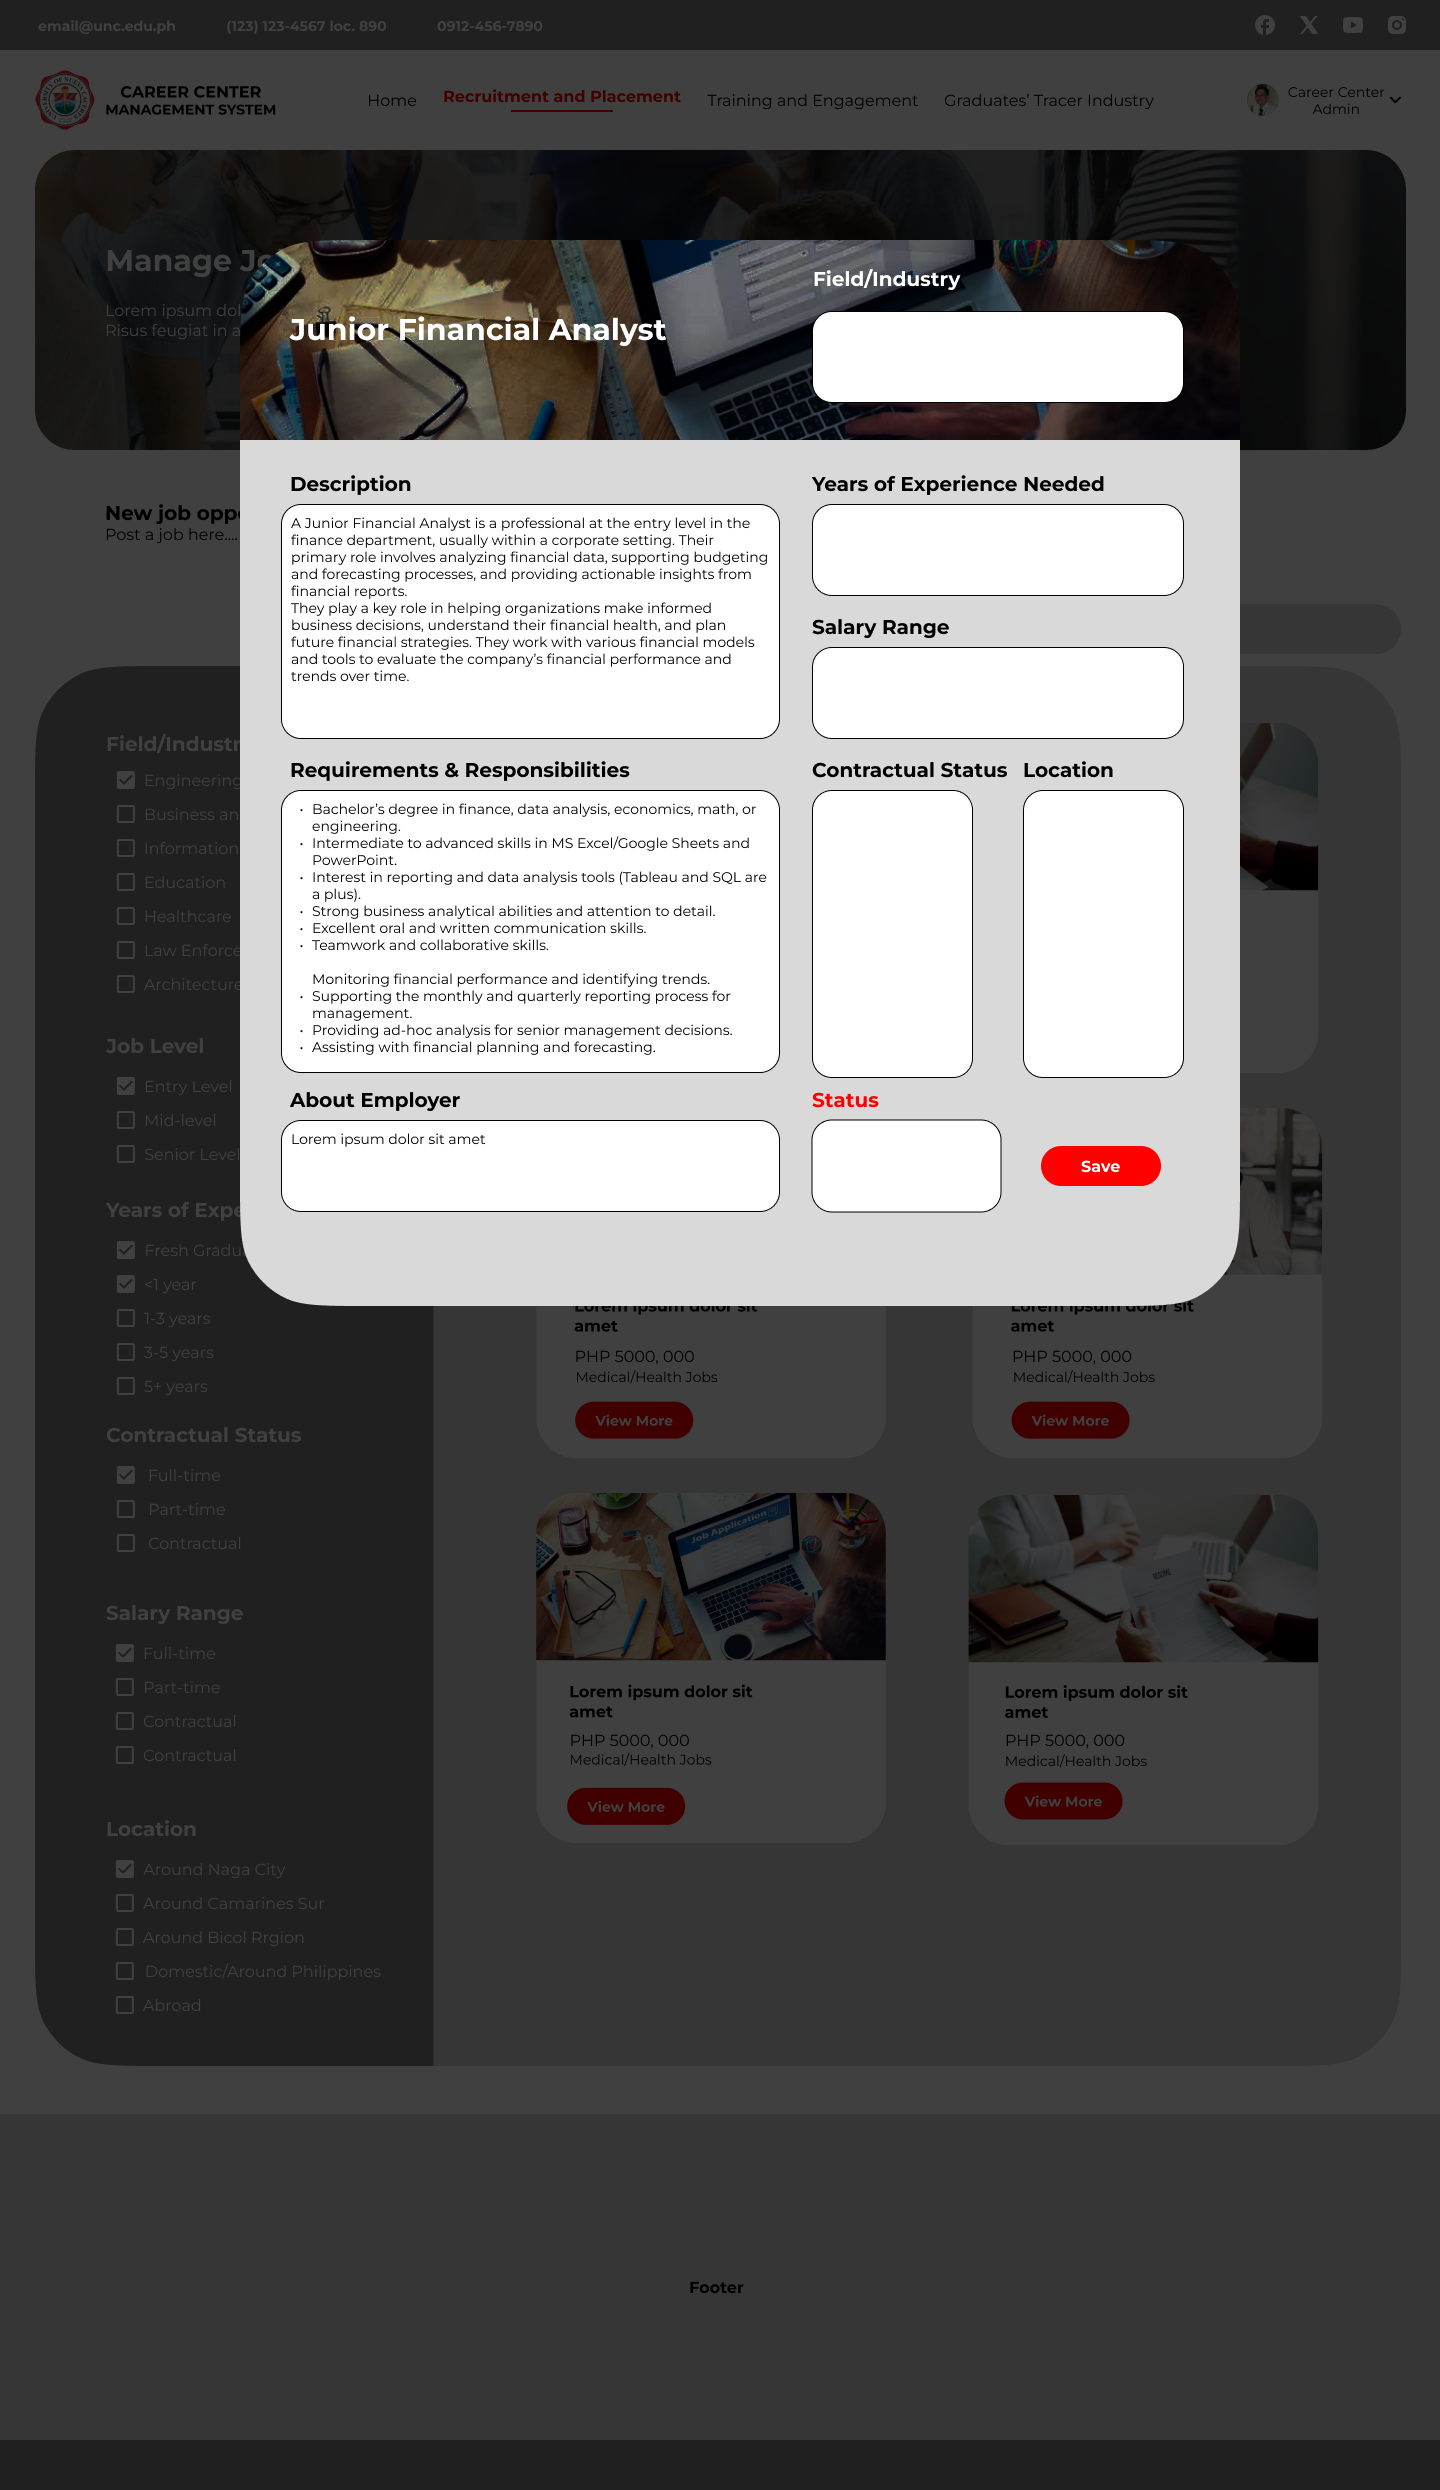 email@unc.edu.ph (123) 123-4567 loc. 890 0912-456-7890
CAREER CENTER
MANAGEMENT SYSTEM
Home Recruitment and Placement Training and Engagement Graduates’ Tracer Industry
Career Center
Admin
Manage Jo
Lorem ipsum dol
Risus feugiat in a
New job oppo
Post a job here....
Field/Industry
Engineering
Business an
Information
Education
Healthcare
Law Enforce
Architecture
Job Level
Entry Level
Mid-level
Senior Level
Years of Expe
Fresh Gradu
<1 year
1-3 years
3-5 years
5+ years
Contractual Status
Full-time
Part-time
Contractual
Salary Range
Full-time
Part-time
Contractual
Contractual
Location
Around Naga City
Around Camarines Sur
Around Bicol Rrgion
Domestic/Around Philippines
Abroad
Junior Financial Analyst
Field/Industry
Description
A Junior Financial Analyst is a professional at the entry level in the
finance department, usually within a corporate setting. Their
primary role involves analyzing financial data, supporting budgeting
and forecasting processes, and providing actionable insights from
financial reports.
They play a key role in helping organizations make informed
business decisions, understand their financial health, and plan
future financial strategies. They work with various financial models
and tools to evaluate the company’s financial performance and
trends over time.
Years of Experience Needed
Salary Range
Requirements & Responsibilities
• Bachelor’s degree in finance, data analysis, economics, math, or
engineering.
• Intermediate to advanced skills in MS Excel/Google Sheets and
PowerPoint.
• Interest in reporting and data analysis tools (Tableau and SQL are
a plus).
• Strong business analytical abilities and attention to detail.
• Excellent oral and written communication skills.
• Teamwork and collaborative skills.
Monitoring financial performance and identifying trends.
• Supporting the monthly and quarterly reporting process for
management.
• Providing ad-hoc analysis for senior management decisions.
• Assisting with financial planning and forecasting.
Contractual Status Location
About Employer
Lorem ipsum dolor sit amet
Status
Save
Lorem ipsum dolor sit
amet
PHP 5000, 000
Medical/Health Jobs
View More
Lorem ipsum dolor sit
amet
PHP 5000, 000
Medical/Health Jobs
View More
Job Application
Lorem ipsum dolor sit
amet
PHP 5000, 000
Medical/Health Jobs
View More
RESUME
Lorem ipsum dolor sit
amet
PHP 5000, 000
Medical/Health Jobs
View More
Footer